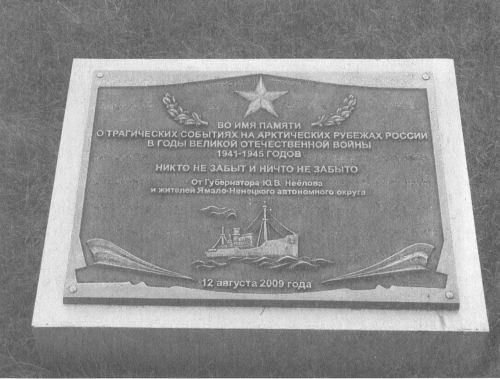 ВО ИМЯ ПАМЯТИ
О ТРАГИЧЕСКИХ СОБЫТИЯХ НА АРКТИЧЕСКИХ РУБЕЖАХ РОССИИ
В ГОДЫ ВЕЛИКОЙ ОТЕЧЕСТВЕННОЙ ВОЙНЫ
1941-1945 ГОДОВ
НИКТО НЕ ЗАБЫТ И НИЧТО НЕ ЗАБЫТО
От Губернатора Ю.В. Неёлова
и жителей Ямало-Ненецкого автономного округа
12 августа 2009 года